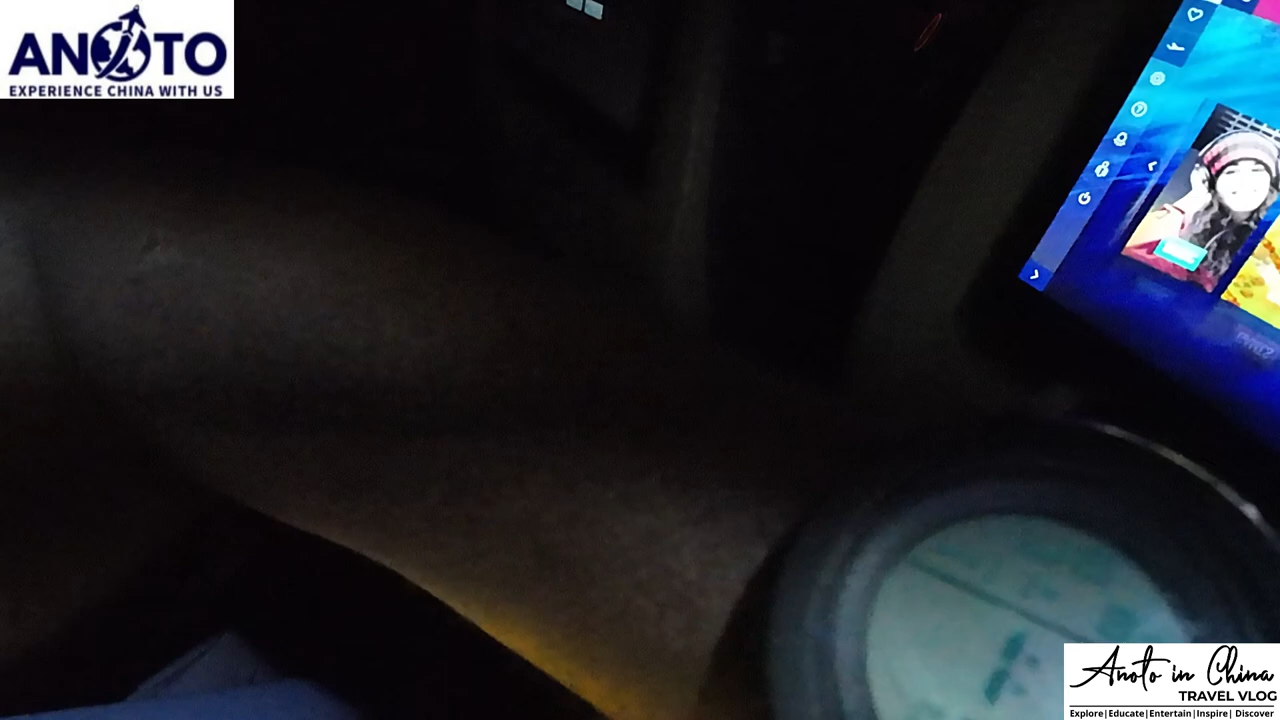 ANOTO
EXPERIENCE CHINA WITH US
Anoto in China
TRAVEL VLOG
Explore|Educate|Entertain|Inspire| Discover